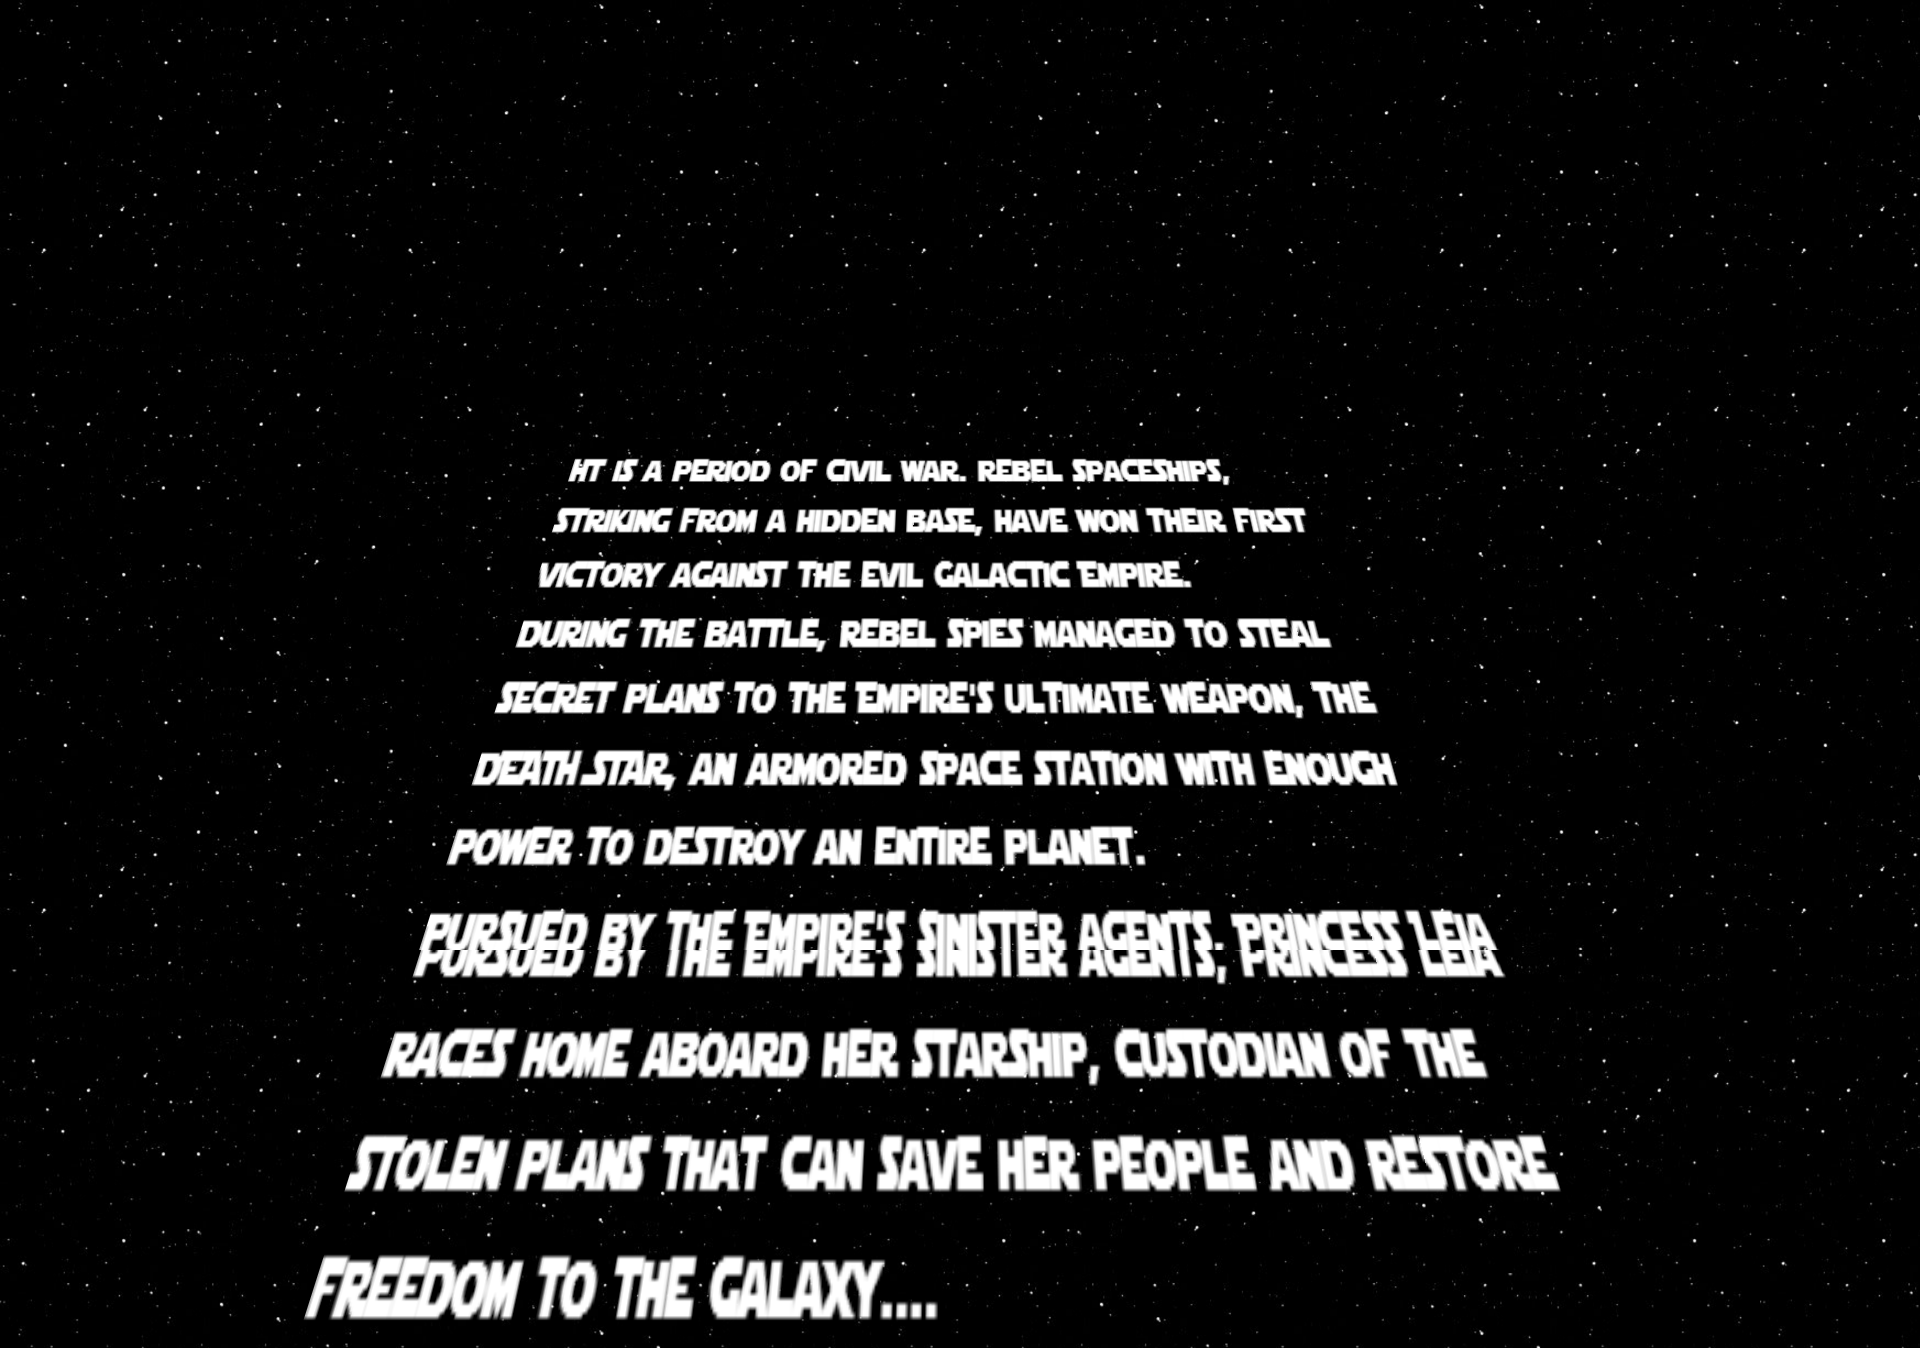 HT IS A PERIOD OF CIVIL WAR. REBEL SPACESHIPS,
STRIKING FROM A HIDDEN BASE, HAVE WON THEIR FIRST
VICTORY AGAINST THE EVIL GALACTIC EMPIRE.
DURING THE BATTLE, REBEL SPIES MANAGED TO STEAL
SECRET PLANS TO THE EMPIRE'S ULTIMATE WEAPON, THE
DEATH STAR, AN ARMORED SPACE STATION WITH ENOUGH
POWER TO DESTROY AN ENTIRE PLANET.
PURSUED BY THE EMPIRE'S SINISTER AGENTS, PRINCESS LEIA
RACES HOME ABOARD HER STARSHIP, CUSTODIAN OF THE
STOLEN PLANS THAT CAN SAVE HER PEOPLE AND RESTORE
FREEDOM TO THE GALAXY....